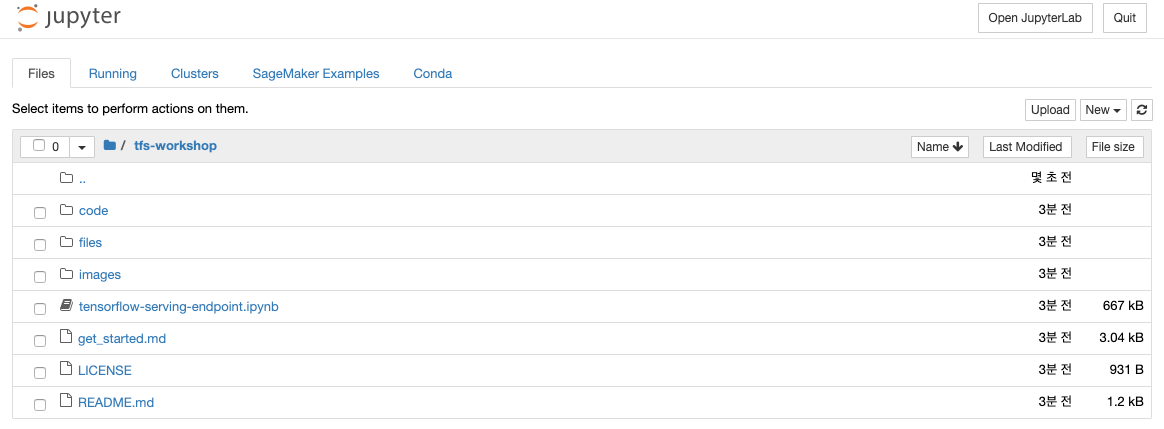 jupyter Open JupyterLab Quit
Files Running Clusters SageMaker Examples Conda
Select items to perform actions on them. Upload New
0 / tfs-workshop Name Last Modified File size
.. 몇 초 전
code 3분 전
files 3분 전
images 3분 전
tensorflow-serving-endpoint.ipynb 3분 전 667 kB
get_started.md 3분 전 3.04 kB
LICENSE 3분 전 931 B
README.md 3분 전 1.2 kB